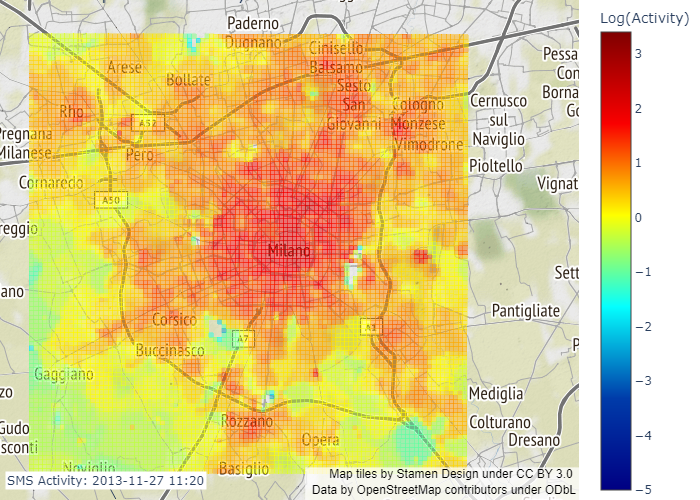 Log(Activity)
Paderno
Dugnano
Cinisello
Balsamo
Arese
Bollate
Sesto
San
Giovanni
Cologno
Monzese
Vimodrone
Pessa
Con
Borna
Go
Cernusco
sul
Naviglio
Rho
A52
Pero
Pregnana
Milanese
Pioltello
Cornaredo
A50
Vignat
reggio
Milano
Sett
ano
Pantigliate
Corsico
A7
A1
Buccinasco
P
Gaggiano
zo
Mediglia
Rozzano
Colturano
Dresano
Gudo
sconti
Opera
Noviglio
Basiglio
3
2
1
0
−1
−2
−3
−4
−5
SMS Activity: 2013-11-27 11:20
Map tiles by Stamen Design under CC BY 3.0
Data by OpenStreetMap contributors under ODbL